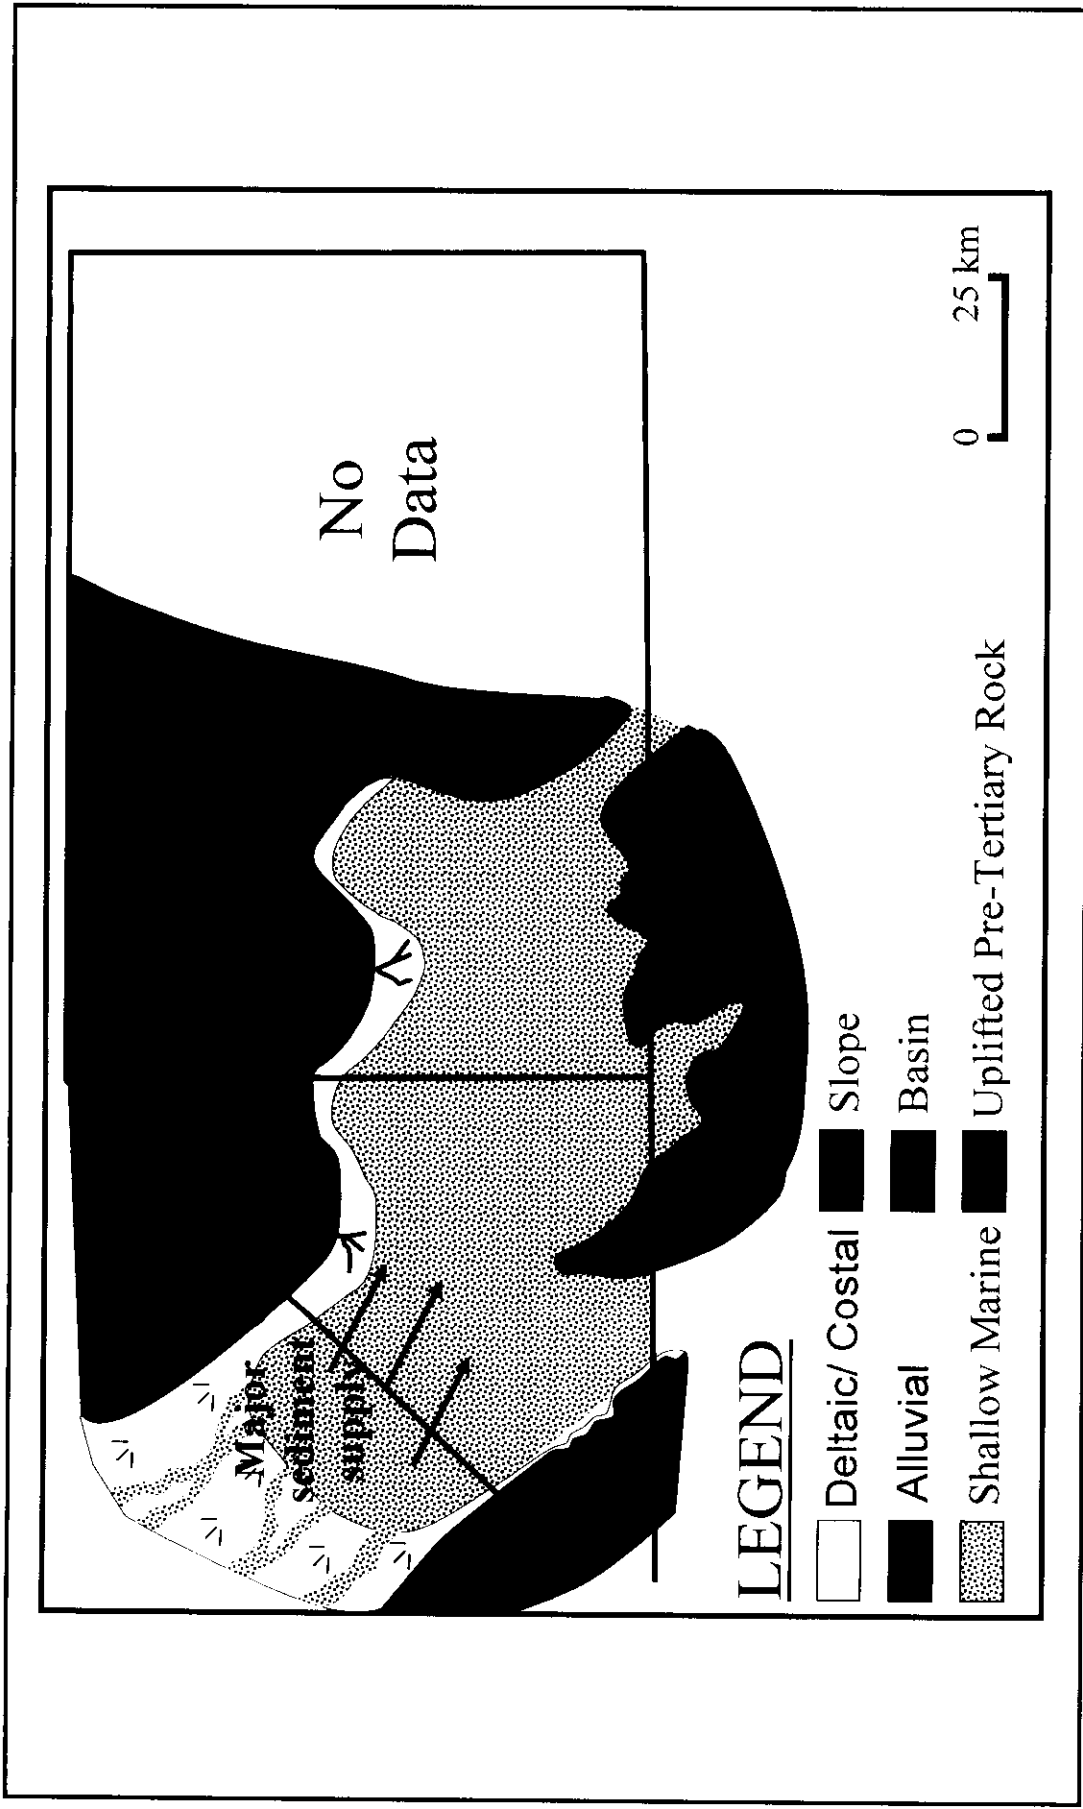 No
Data
Major
sediment
supply
LEGEND
Deltaic/ Costal
Slope
Alluvial
Basin
Shallow Marine
Uplifted Pre-Tertiary Rock
0
25 km